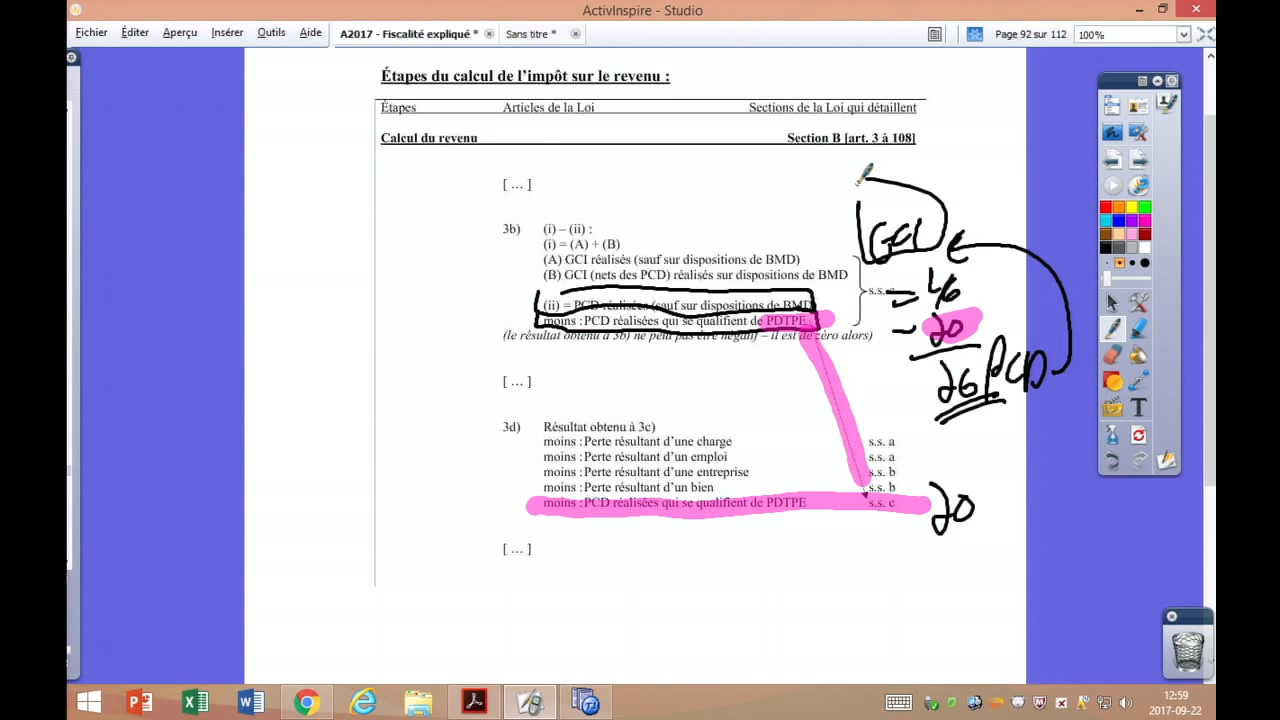 ActivInspire - Studio
Fichier Éditer Aperçu Insérer Outils Aide
A2017 - Fiscalité expliqué * Sans titre *
Page 92 sur 112 100%
Étapes du calcul de l'impôt sur le revenu :
Étapes Articles de la Loi Sections de la Loi qui détaillent
Calcul du revenu Section B [art. 3 à 108]
[ … ]
3b) (i) – (ii) :
(i) = (A) + (B)
(A) GCI réalisés (sauf sur dispositions de BMD)
(B) GCI (nets des PCD) réalisés sur dispositions de BMD
GCI
s.s.
46
(ii) = PCD réalisées (sauf sur dispositions de BMD)
moins : PCD réalisées qui se qualifient de PDTPE
20
(le résultat obtenu à 3b) ne peut pas être négatif – il est de zéro alors)
26 PCD
[ … ]
3d) Résultat obtenu à 3c)
moins : Perte résultant d'une charge s.s. a
moins : Perte résultant d'un emploi s.s. a
moins : Perte résultant d'une entreprise s.s. b
moins : Perte résultant d'un bien s.s. b
moins : PCD réalisées qui se qualifient de PDTPE s.s. c
20
[ … ]
12:59
2017-09-22